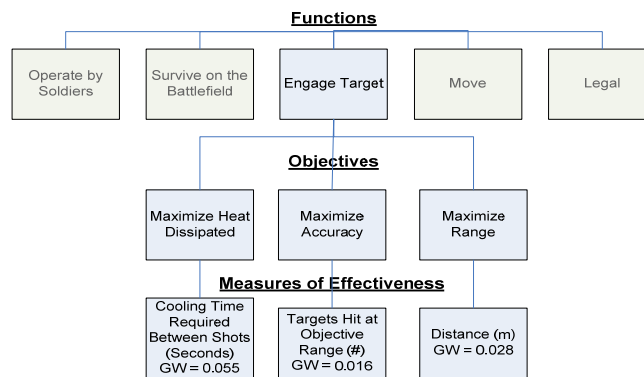 Functions
Operate by
Soldiers
Survive on the
Battlefield
Engage Target
Move
Legal
Objectives
Maximize Heat
Dissipated
Maximize
Accuracy
Maximize
Range
Measures of Effectiveness
Cooling Time
Required
Between Shots
(Seconds)
GW = 0.055
Targets Hit at
Objective
Range (#)
GW = 0.016
Distance (m)
GW = 0.028